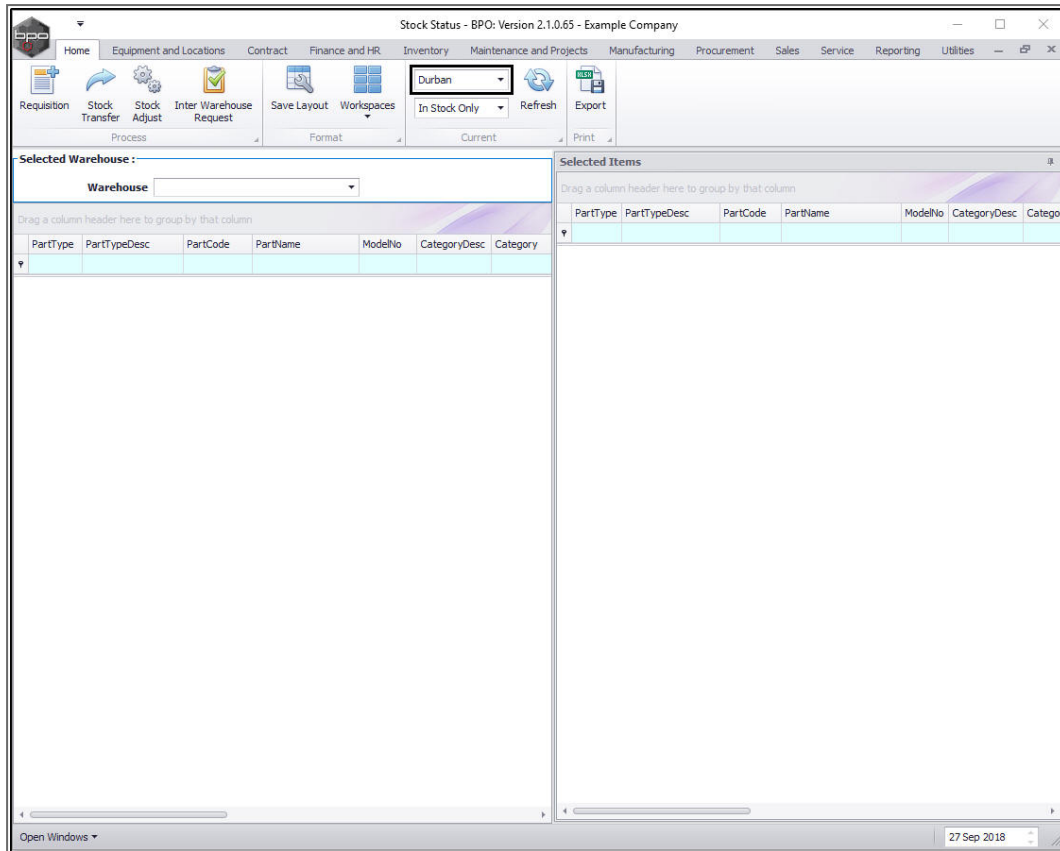 bpo
Stock Status - BPO: Version 2.1.0.65 - Example Company
Home Equipment and Locations Contract Finance and HR Inventory Maintenance and Projects Manufacturing Procurement Sales Service Reporting Utilities
Requisition Stock Transfer Stock Adjust Inter Warehouse Request Save Layout Workspaces Durban In Stock Only Refresh XLSX Export
Process Format Current Print
Selected Warehouse :
Warehouse
Drag a column header here to group by that column
PartType PartTypeDesc PartCode PartName ModelNo CategoryDesc Category
Selected Items
Drag a column header here to group by that column
PartType PartTypeDesc PartCode PartName ModelNo CategoryDesc Catego
Open Windows 27 Sep 2018